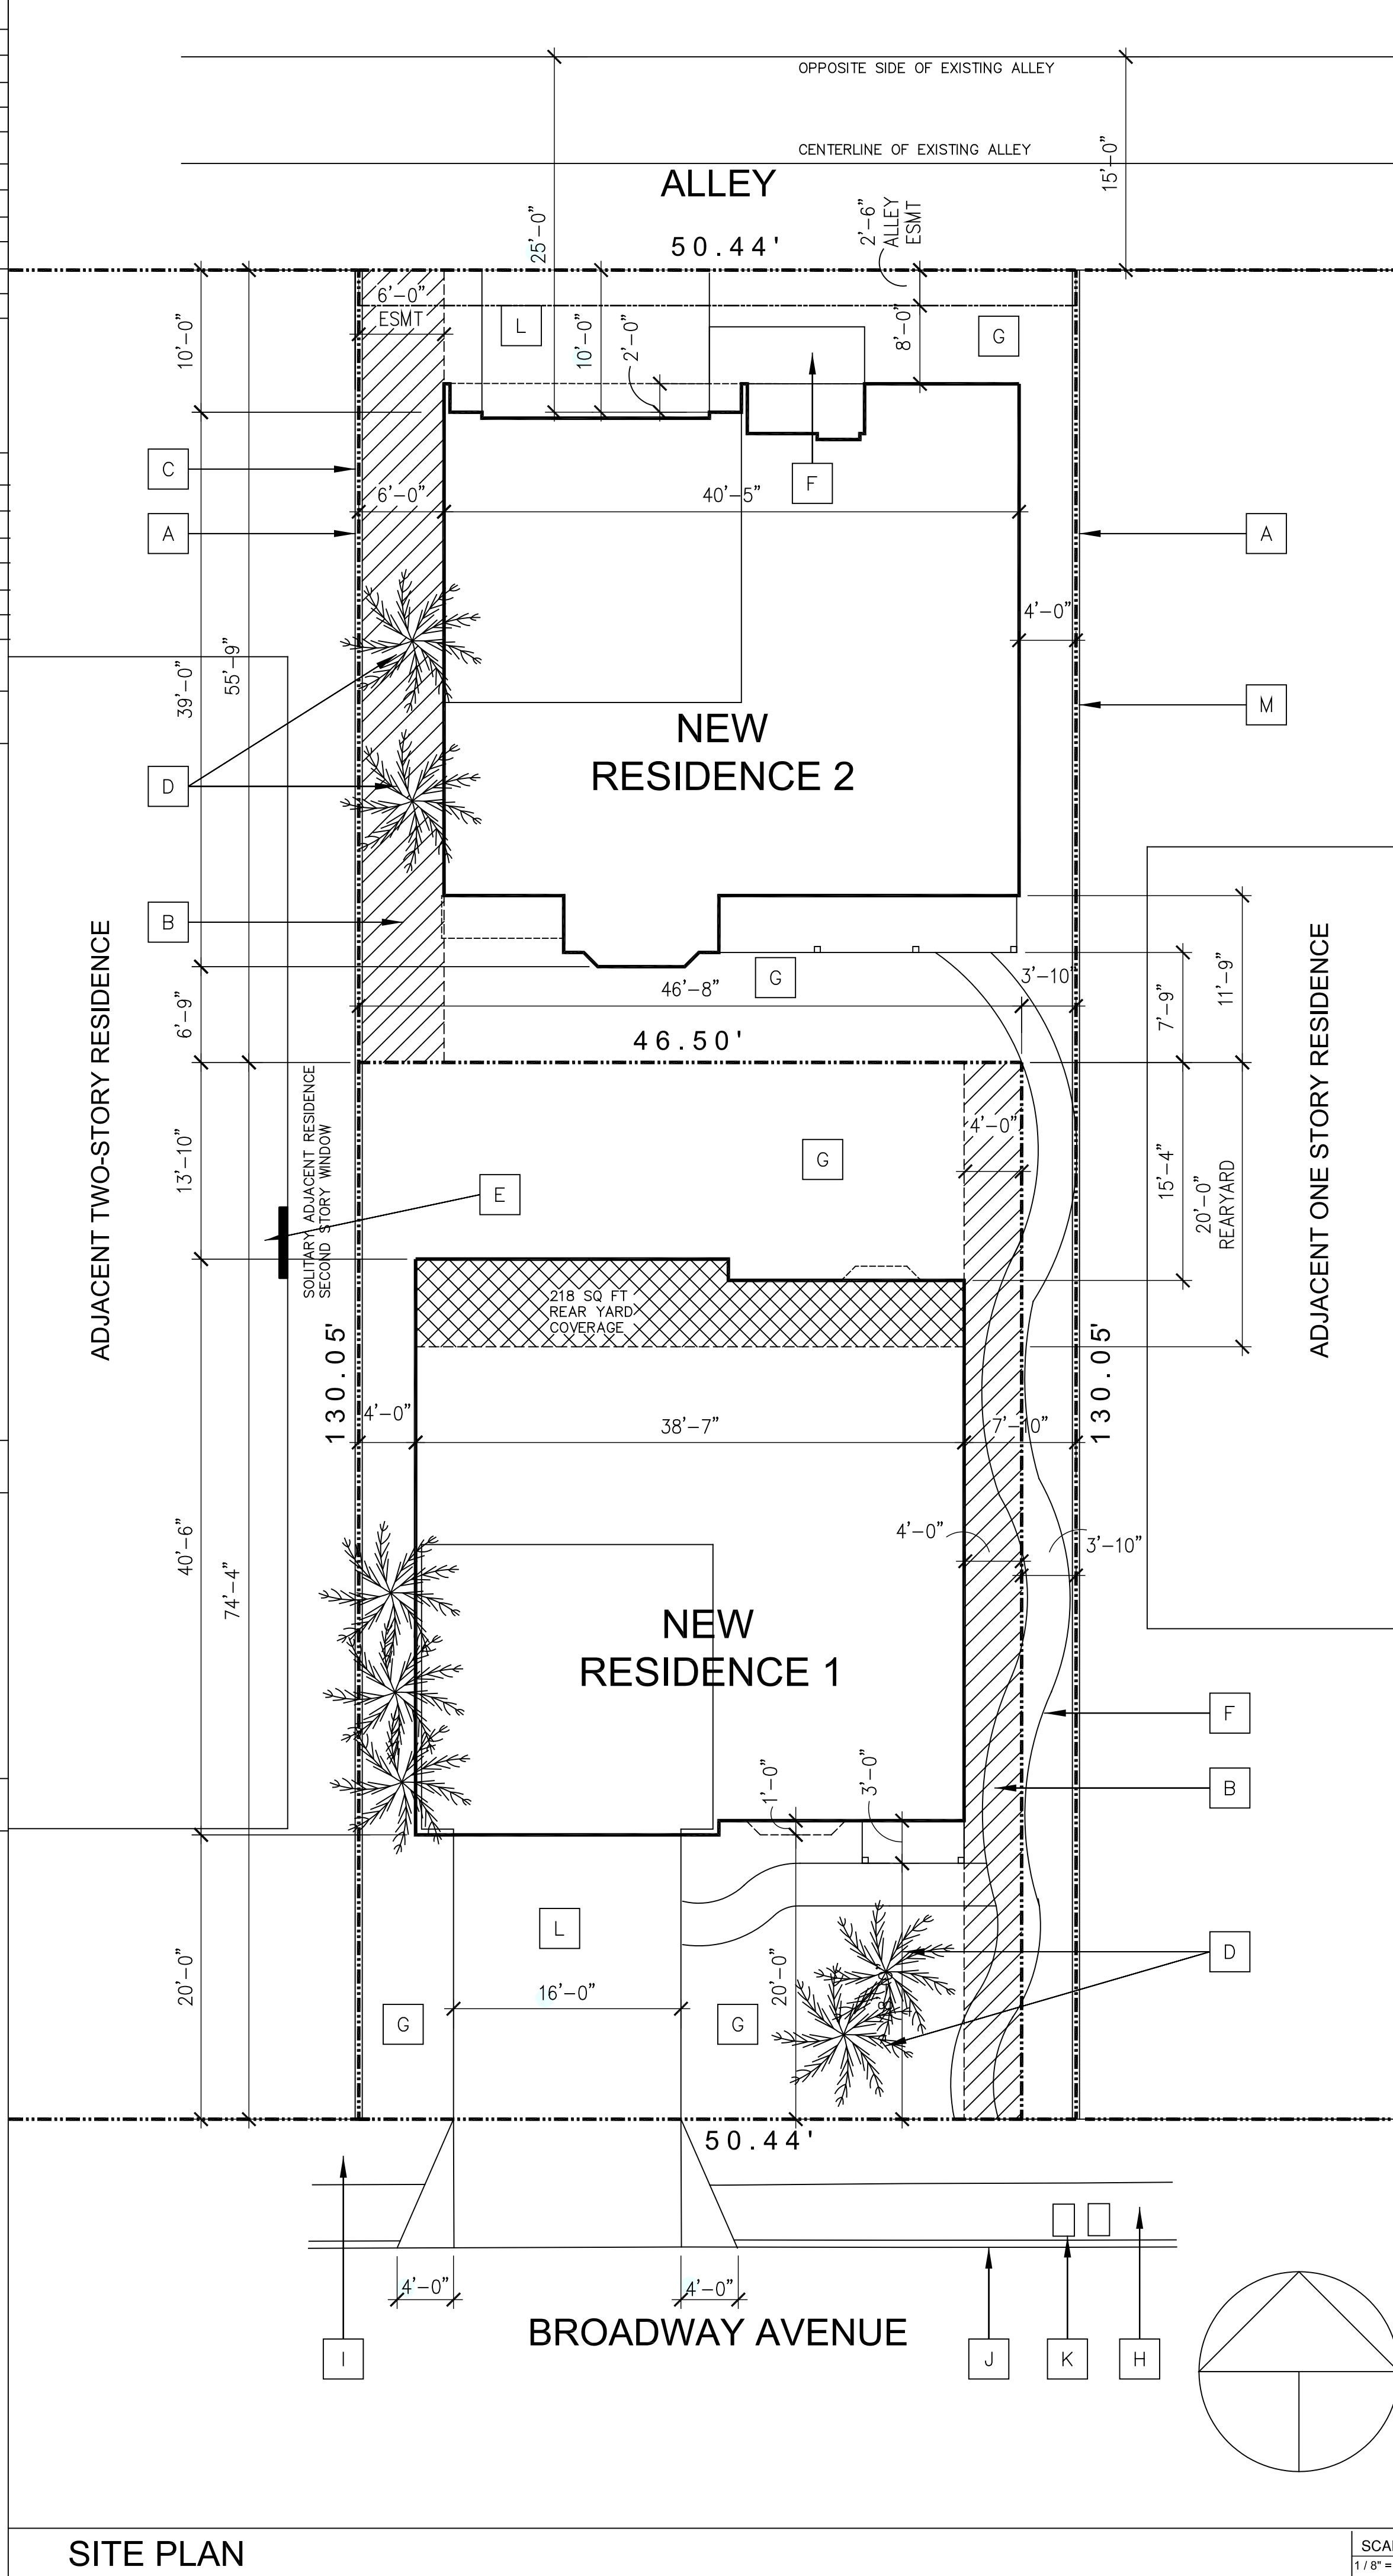 OPPOSITE SIDE OF EXISTING ALLEY
CENTERLINE OF EXISTING ALLEY
15'-0"
ALLEY
25'-0"
50.44'
2'-6"
ALLEY
ESMT
6'-0"
ESMT
L
10'-0"
10'-0"
2'-0"
8'-0"
G
C
F
6'-0"
40'-5"
A
A
4'-0"
39'-0"
55'-9"
M
NEW
RESIDENCE 2
D
B
ADJACENT TWO-STORY RESIDENCE
ADJACENT ONE STORY RESIDENCE
G
3'-10"
46'-8"
6'-9"
7'-9"
11'-9"
46.50'
SOLITARY ADJACENT RESIDENCE
SECOND STORY WINDOW
13'-10"
4'-0"
G
15'-4"
20'-0"
REARYARD
E
218 SQ FT
REAR YARD
COVERAGE
130.05'
130.05'
4'-0"
38'-7"
7'-10"
40'-6"
74'-4"
4'-0"
3'-10"
NEW
RESIDENCE 1
F
B
1'-0"
3'-0"
L
D
20'-0"
16'-0"
20'-0"
G
G
50.44'
4'-0"
4'-0"
BROADWAY AVENUE
I
J
K
H
SITE PLAN
1 / 8" =